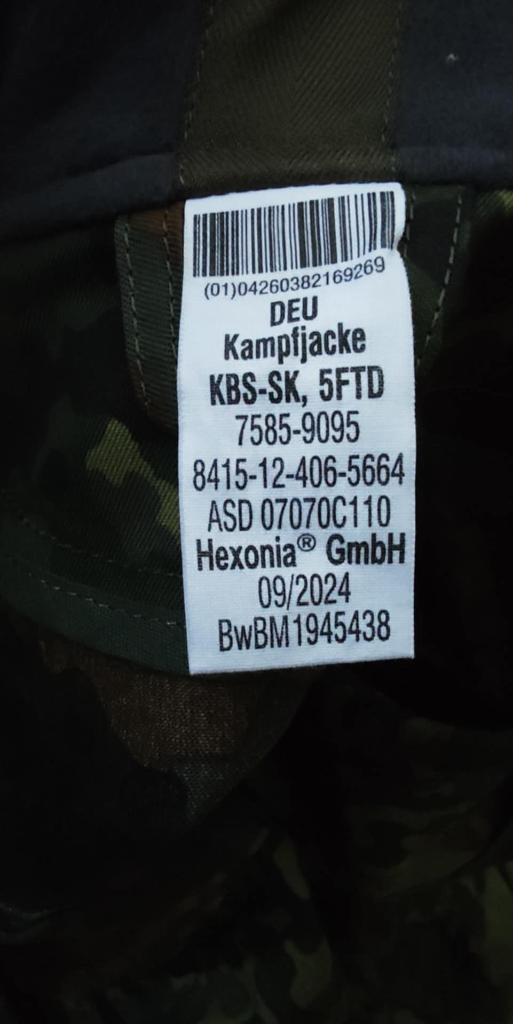 (01)04260382169269
DEU
Kampfjacke
KBS-SK, 5FTD
7585-9095
8415-12-406-5664
ASD 07070C110
Hexonia® GmbH
09/2024
BwBM1945438